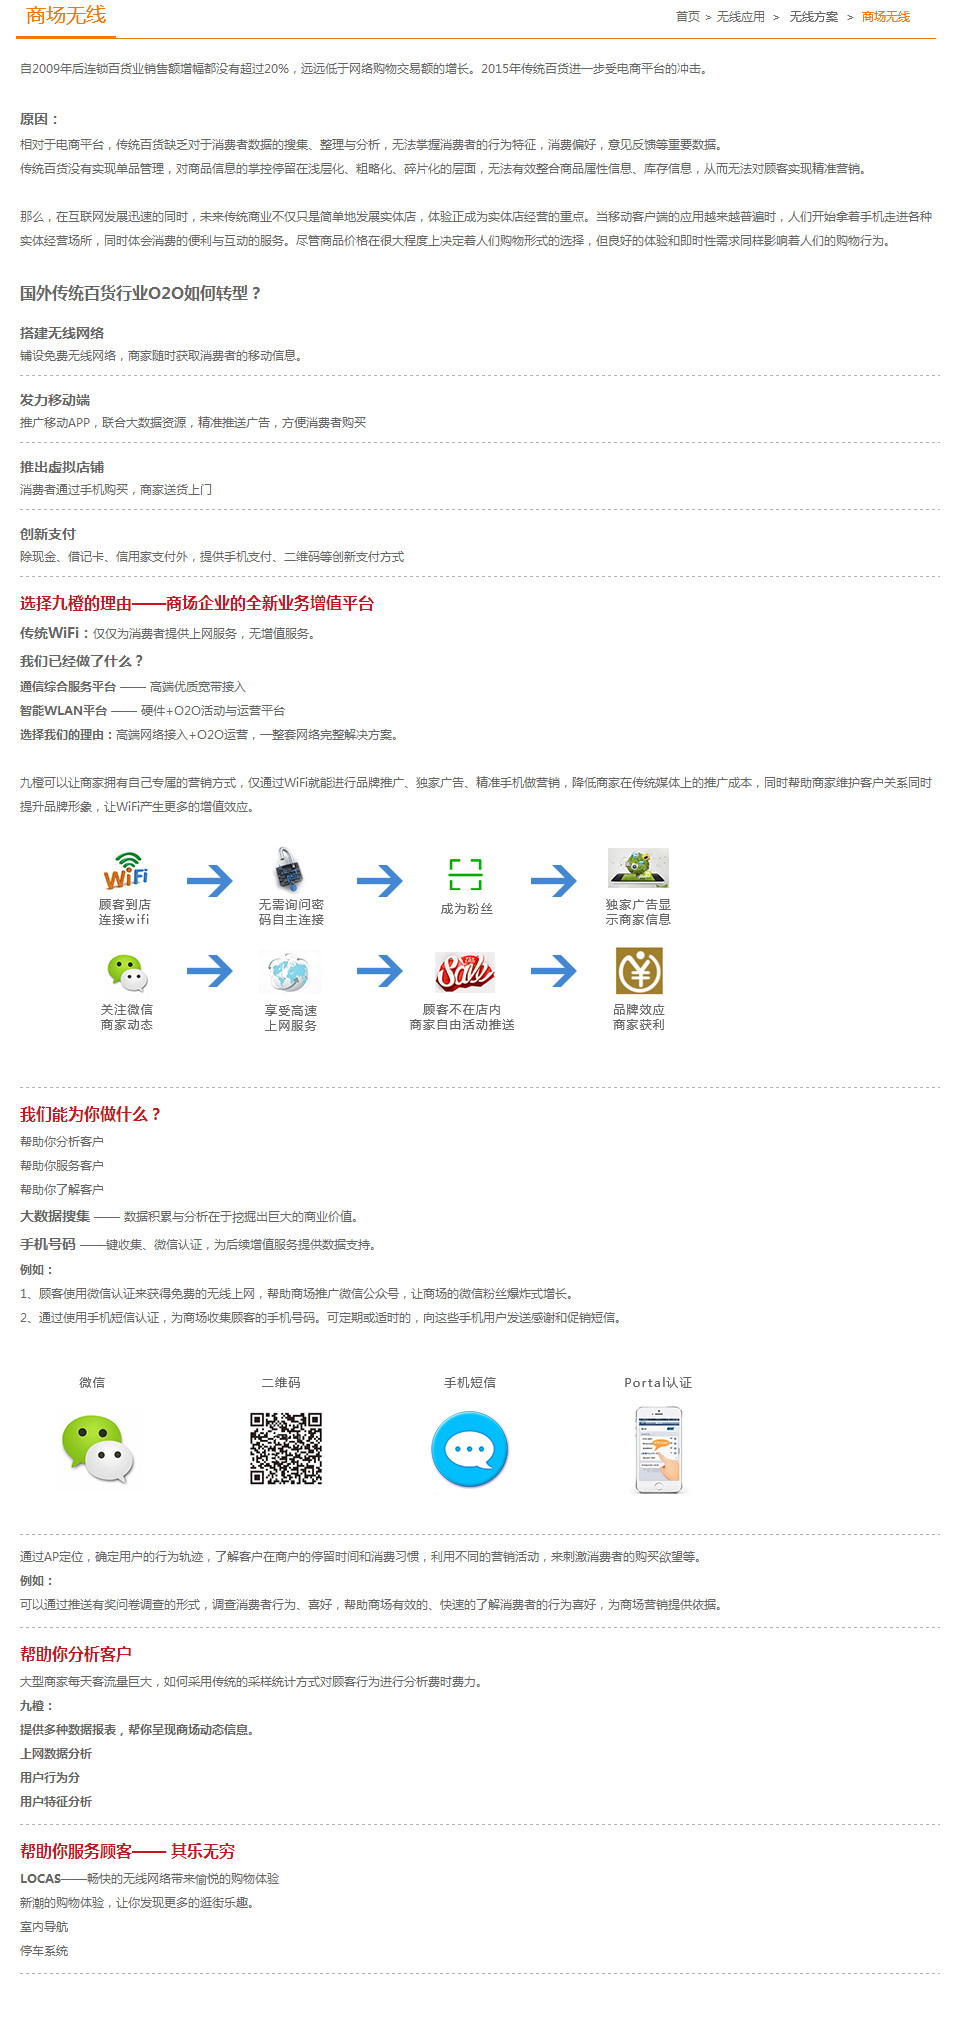 商场无线
首页 > 无线应用 > 无线方案 > 商场无线
自2009年后连锁百货业销售额增幅都没有超过20%，远远低于网络购物交易额的增长。2015年传统百货进一步受电商平台的冲击。
原因：
相对于电商平台，传统百货缺乏对于消费者数据的搜集、整理与分析，无法掌握消费者的行为特征，消费偏好，意见反馈等重要数据。
传统百货没有实现单品管理，对商品信息的掌控停留在浅层化、粗略化、碎片化的层面，无法有效整合商品属性信息、库存信息，从而无法对顾客实现精准营销。
那么，在互联网发展迅速的同时，未来传统商业不仅只是简单地发展实体店，体验正成为实体店经营的重点。当移动客户端的应用越来越普遍时，人们开始拿着手机走进各种
实体经营场所，同时体会消费的便利与互动的服务。尽管商品价格在很大程度上决定着人们购物形式的选择，但良好的体验和即时性需求同样影响着人们的购物行为。
国外传统百货行业O2O如何转型？
搭建无线网络
铺设免费无线网络，商家随时获取消费者的移动信息。
发力移动端
推广移动APP，联合大数据资源，精准推送广告，方便消费者购买
推出虚拟店铺
消费者通过手机购买，商家送货上门
创新支付
除现金、借记卡、信用家支付外，提供手机支付、二维码等创新支付方式
选择九橙的理由——商场企业的全新业务增值平台
传统WiFi：仅仅为消费者提供上网服务，无增值服务。
我们已经做了什么？
通信综合服务平台 —— 高端优质宽带接入
智能WLAN平台 —— 硬件+O2O活动与运营平台
选择我们的理由：高端网络接入+O2O运营，一整套网络完整解决方案。
九橙可以让商家拥有自己专属的营销方式，仅通过WiFi就能进行品牌推广、独家广告、精准手机做营销，降低商家在传统媒体上的推广成本，同时帮助商家维护客户关系同时
提升品牌形象，让WiFi产生更多的增值效应。
WiFi
顾客到店
连接wifi
无需询问密
码自主连接
成为粉丝
独家广告显
示商家信息
关注微信
商家动态
享受高速
上网服务
顾客不在店内
商家自由活动推送
品牌效应
商家获利
我们能为你做什么？
帮助你分析客户
帮助你服务客户
帮助你了解客户
大数据搜集 —— 数据积累与分析在于挖掘出巨大的商业价值。
手机号码 ——键收集、微信认证，为后续增值服务提供数据支持。
例如：
1、顾客使用微信认证来获得免费的无线上网，帮助商场推广微信公众号，让商场的微信粉丝爆炸式增长。
2、通过使用手机短信认证，为商场收集顾客的手机号码。可定期或适时的，向这些手机用户发送感谢和促销短信。
微信 二维码 手机短信 Portal认证
通过AP定位，确定用户的行为轨迹，了解客户在商户的停留时间和消费习惯，利用不同的营销活动，来刺激消费者的购买欲望等。
例如：
可以通过推送有奖问卷调查的形式，调查消费者行为、喜好，帮助商场有效的、快速的了解消费者的行为喜好，为商场营销提供依据。
帮助你分析客户
大型商家每天客流量巨大，如何采用传统的采样统计方式对顾客行为进行分析费时费力。
九橙：
提供多种数据报表，帮你呈现商场动态信息。
上网数据分析
用户行为分
用户特征分析
帮助你服务顾客—— 其乐无穷
LOCAS——畅快的无线网络带来愉悦的购物体验
新潮的购物体验，让你发现更多的逛街乐趣。
室内导航
停车系统